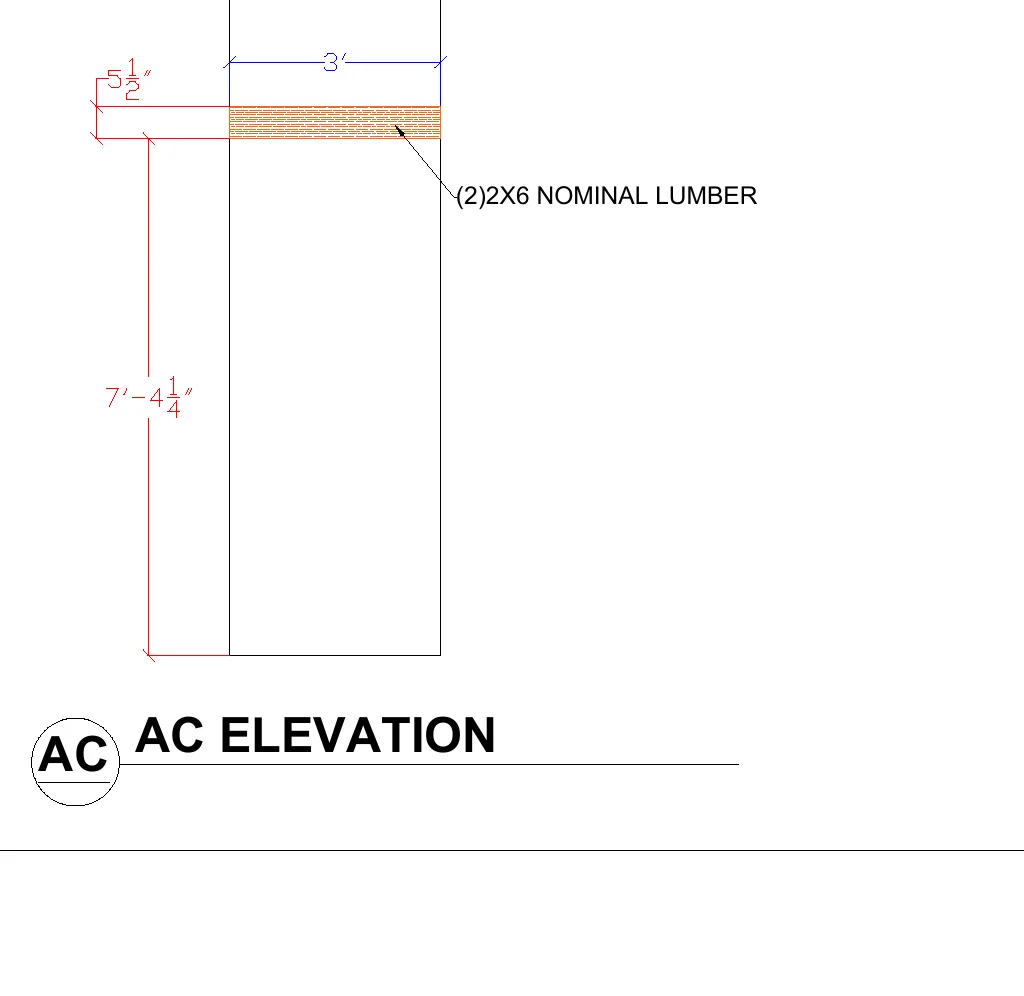 3'
5 1/2"
(2)2X6 NOMINAL LUMBER
7'-4 1/4"
AC
AC ELEVATION